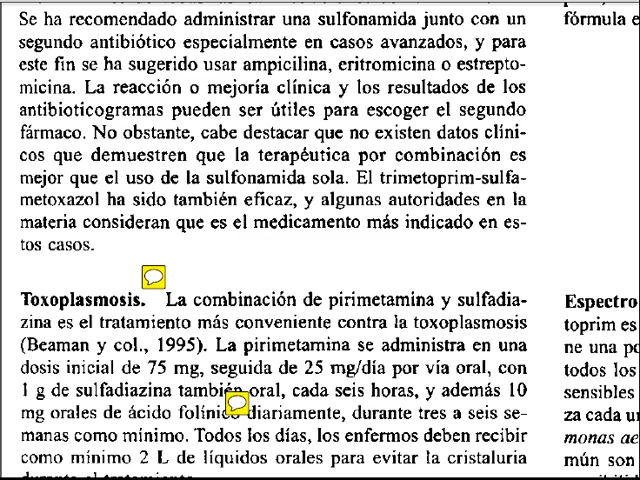 Se ha recomendado administrar una sulfonamida junto con un
segundo antibiótico especialmente en casos avanzados, y para
este fin se ha sugerido usar ampicilina, eritromicina o estrepto-
micina. La reacción o mejoría clínica y los resultados de los
antibioticogramas pueden ser útiles para escoger el segundo
fármaco. No obstante, cabe destacar que no existen datos clíni-
cos que demuestren que la terapéutica por combinación es
mejor que el uso de la sulfonamida sola. El trimetoprim-sulfa-
metoxazol ha sido también eficaz, y algunas autoridades en la
materia consideran que es el medicamento más indicado en es-
tos casos.
Toxoplasmosis. La combinación de pirimetamina y sulfadia-
zina es el tratamiento más conveniente contra la toxoplasmosis
(Beaman y col., 1995). La pirimetamina se administra en una
dosis inicial de 75 mg, seguida de 25 mg/día por vía oral, con
1 g de sulfadiazina también oral, cada seis horas, y además 10
mg orales de ácido folínico diariamente, durante tres a seis se-
manas como mínimo. Todos los días, los enfermos deben recibir
como mínimo 2 L de líquidos orales para evitar la cristaluria
durante el tratamiento.
fórmula e
Espectro
toprim es
ne una po
todos los
sensibles
za cada u
monas ae
mún son